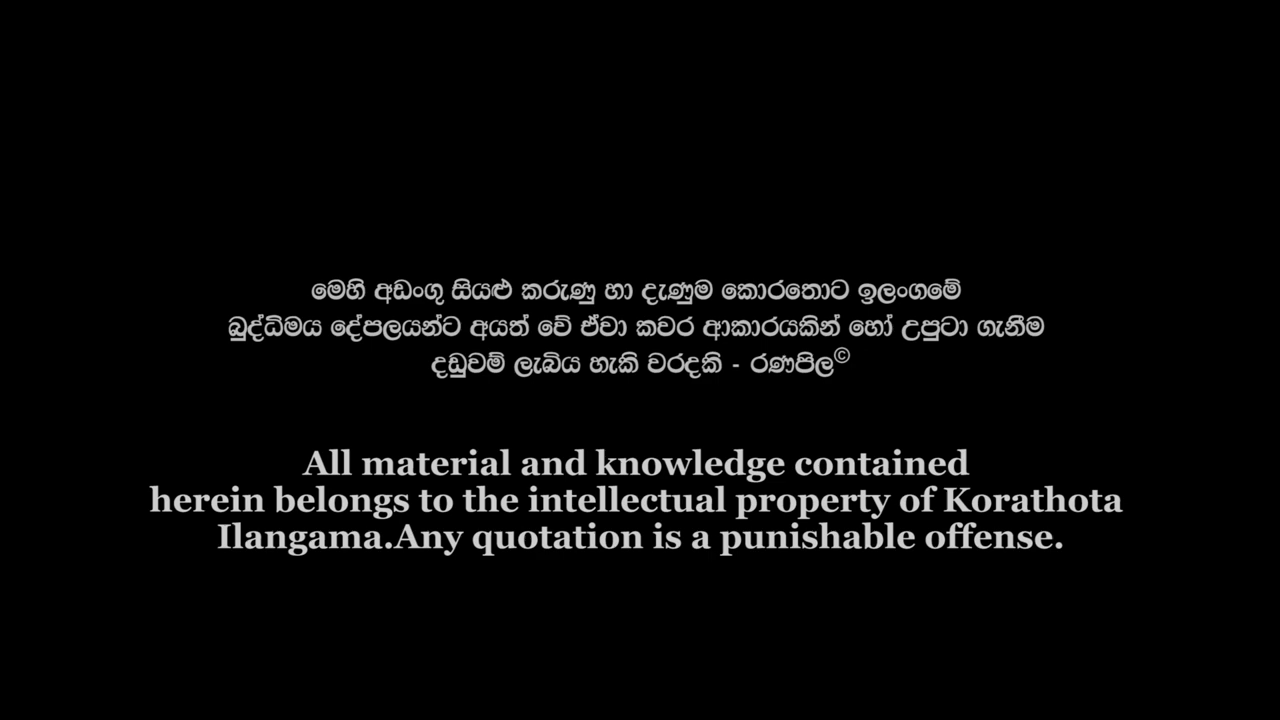 මෙහි අඩංගු සියළු කරුණු හා දැණුම කොරතොට ඉලංගමේ
බුද්ධිමය දේපලයන්ට අයත් වේ ඒවා කවර ආකාරයකින් හෝ උපුටා ගැනීම
දඩුවම් ලැබිය හැකි වරදකි - රණපිල©
All material and knowledge contained
herein belongs to the intellectual property of Korathota
Ilangama.Any quotation is a punishable offense.